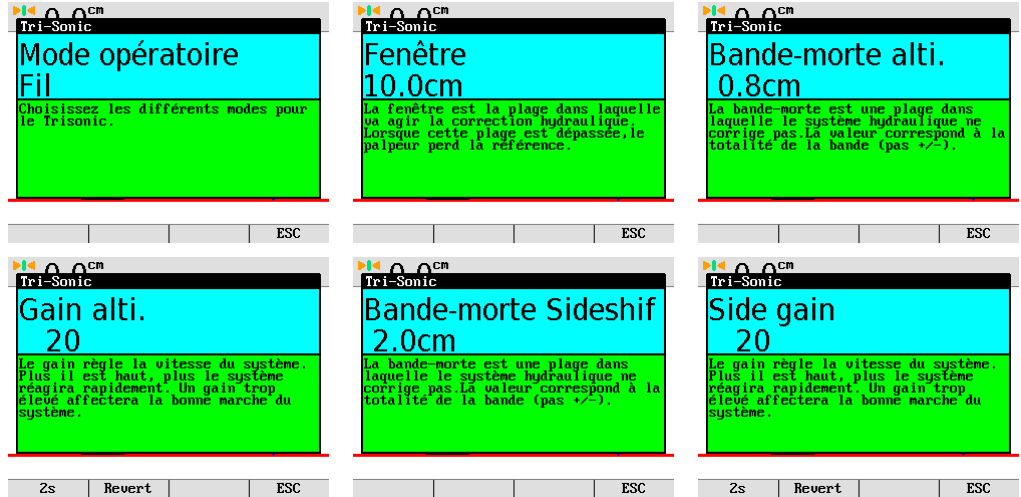 cm
Tri-Sonic
Mode opératoire
Fil
Choisissez les différents modes pour
le Trisonic.
ESC
cm
Tri-Sonic
Fenêtre
10.0cm
La fenêtre est la plage dans laquelle
va agir la correction hydraulique.
Lorsque cette plage est dépassée,le
palpeur perd la référence.
ESC
cm
Tri-Sonic
Bande-morte alti.
0.8cm
La bande-morte est une plage dans
laquelle le système hydraulique ne
corrige pas.La valeur correspond à la
totalité de la bande (pas +/-).
ESC
cm
Tri-Sonic
Gain alti.
20
Le gain règle la vitesse du système.
Plus il est haut, plus le système
réagira rapidement. Un gain trop
élevé affectera la bonne marche du
système.
2s Revert ESC
cm
Tri-Sonic
Bande-morte Sideshif
2.0cm
La bande-morte est une plage dans
laquelle le système hydraulique ne
corrige pas.La valeur correspond à la
totalité de la bande (pas +/-).
ESC
cm
Tri-Sonic
Side gain
20
Le gain règle la vitesse du système.
Plus il est haut, plus le système
réagira rapidement. Un gain trop
élevé affectera la bonne marche du
système.
2s Revert ESC